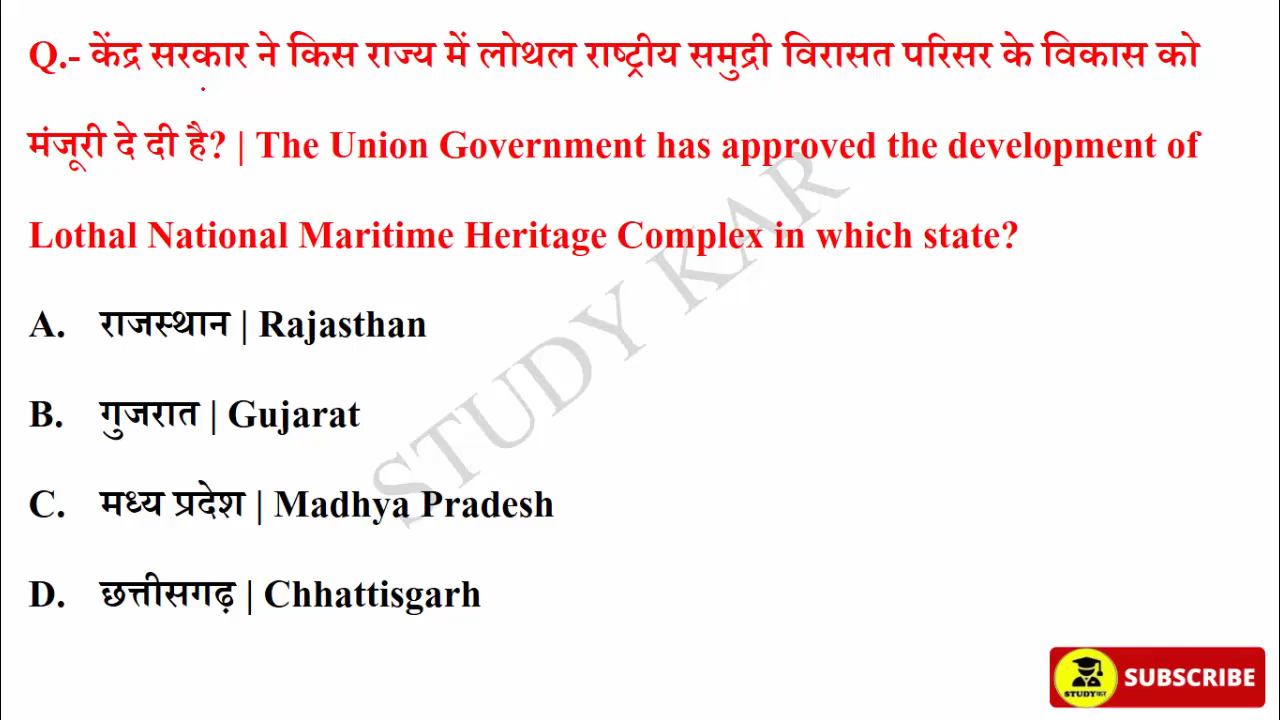 Q.- केंद्र सरकार ने किस राज्य में लोथल राष्ट्रीय समुद्री विरासत परिसर के विकास को
मंजूरी दे दी है? | The Union Government has approved the development of
Lothal National Maritime Heritage Complex in which state?
A. राजस्थान | Rajasthan
B. गुजरात | Gujarat
C. मध्य प्रदेश | Madhya Pradesh
D. छत्तीसगढ़ | Chhattisgarh
STUDY KAR
STUDYकर
SUBSCRIBE